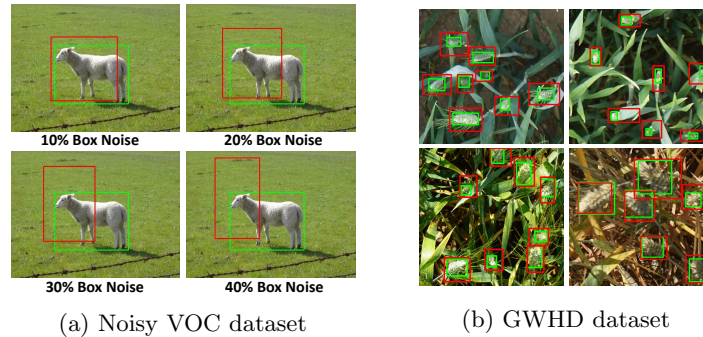 10% Box Noise
20% Box Noise
30% Box Noise
40% Box Noise
(a) Noisy VOC dataset
(b) GWHD dataset